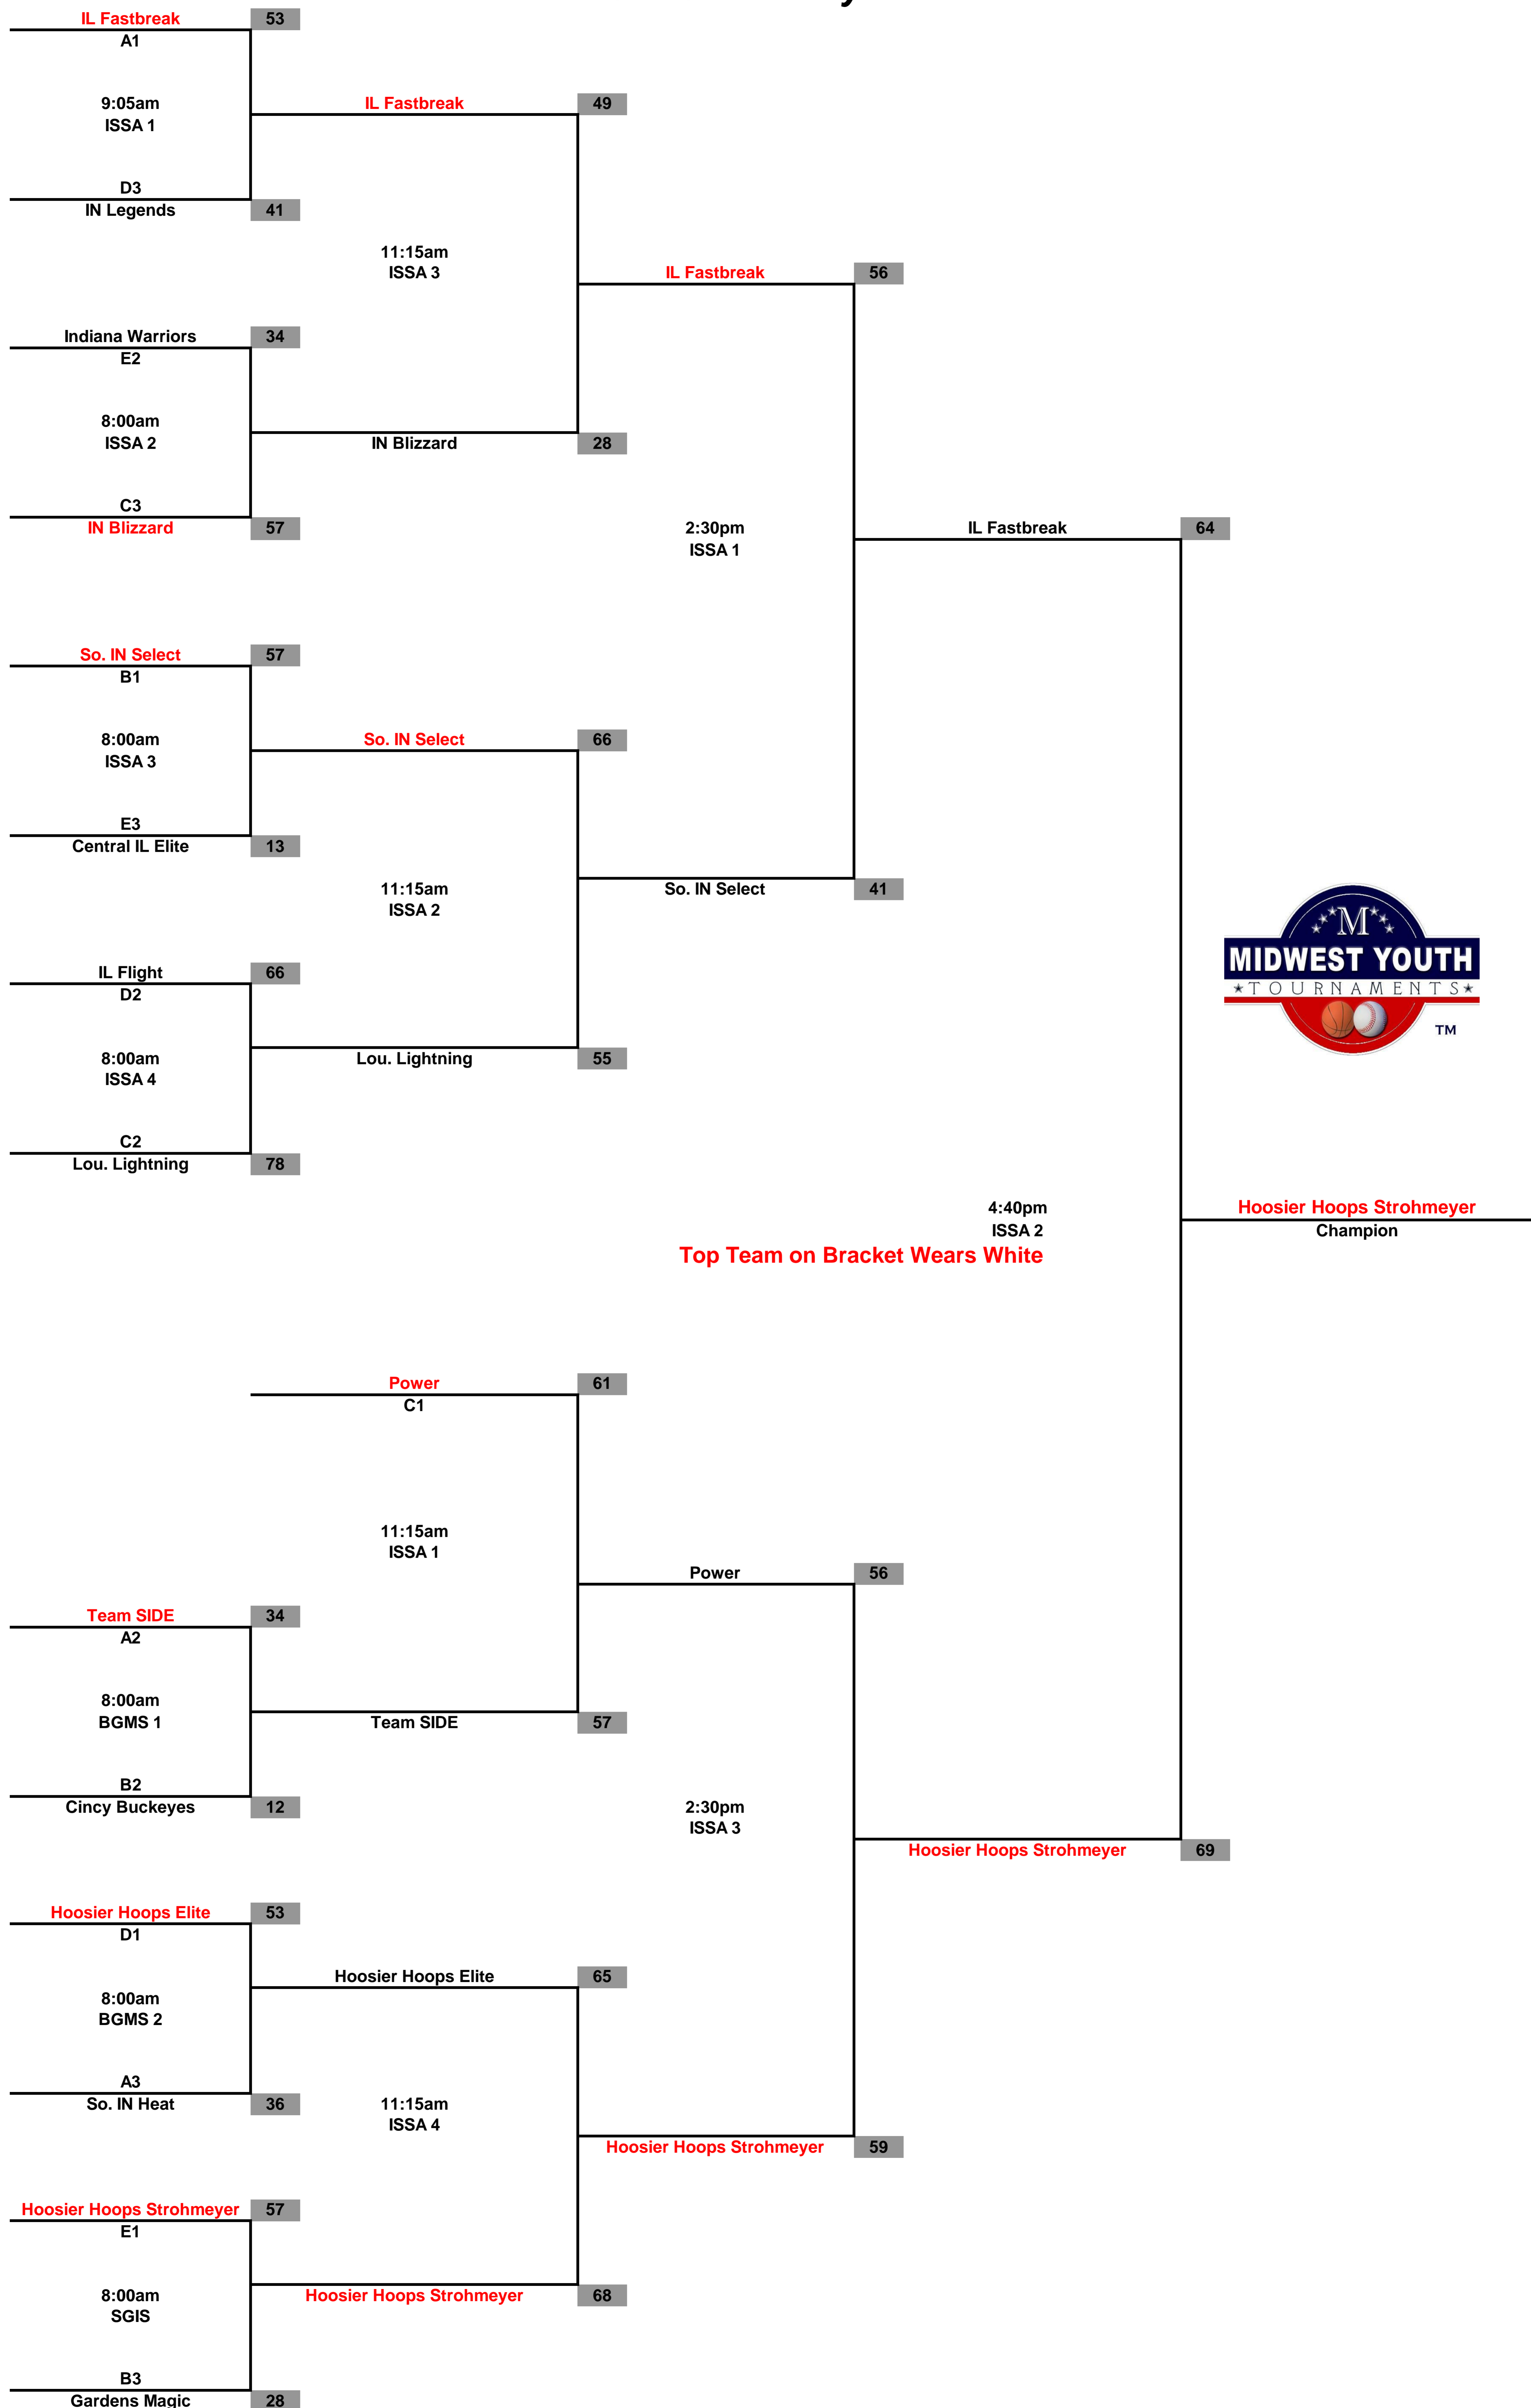 IL Fastbreak 53
A1
9:05am
ISSA 1
IL Fastbreak 49
D3
IN Legends 41
11:15am
ISSA 3
IL Fastbreak 56
Indiana Warriors 34
E2
8:00am
ISSA 2
IN Blizzard 28
C3
IN Blizzard 57
2:30pm
ISSA 1
IL Fastbreak 64
So. IN Select 57
B1
8:00am
ISSA 3
So. IN Select 66
E3
Central IL Elite 13
11:15am
ISSA 2
So. IN Select 41
M
MIDWEST YOUTH
TOURNAMENTS
TM
IL Flight 66
D2
8:00am
ISSA 4
Lou. Lightning 55
C2
Lou. Lightning 78
4:40pm
ISSA 2
Top Team on Bracket Wears White
Hoosier Hoops Strohmeyer
Champion
Power 61
C1
11:15am
ISSA 1
Power 56
Team SIDE 34
A2
8:00am
BGMS 1
Team SIDE 57
B2
Cincy Buckeyes 12
2:30pm
ISSA 3
Hoosier Hoops Strohmeyer 69
Hoosier Hoops Elite 53
D1
Hoosier Hoops Elite 65
8:00am
BGMS 2
A3
So. IN Heat 36
11:15am
ISSA 4
Hoosier Hoops Strohmeyer 59
Hoosier Hoops Strohmeyer 57
E1
8:00am
SGIS
Hoosier Hoops Strohmeyer 68
B3
Gardens Magic 28